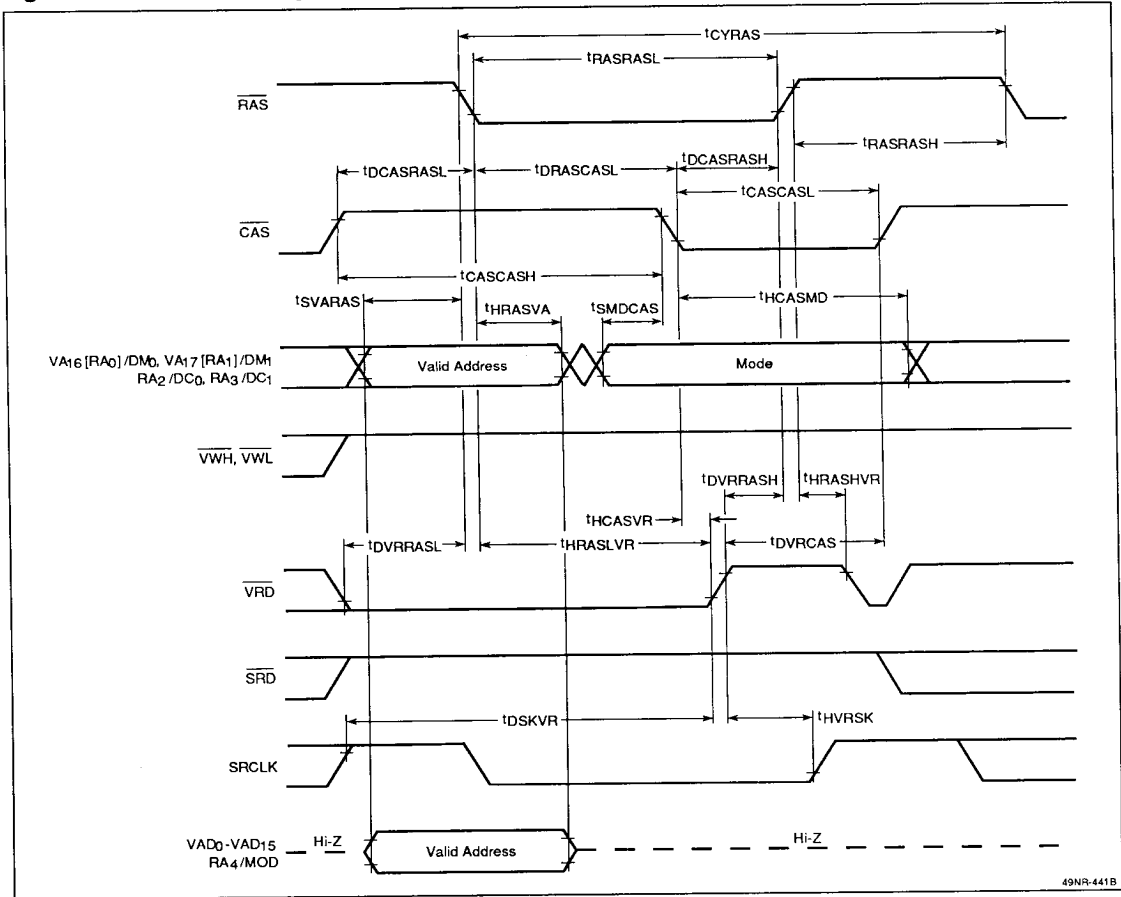 tCYRAS
tRASRASL
RAS
tRASRASH
tDCASRASL
tDRASCASL
tDCASRASH
tCASCASL
CAS
tCASCASH
tSVARAS
tHRASVA
tSMDCAS
tHCASMD
VA16 [RA0] /DM0, VA17 [RA1] /DM1
RA2 /DC0, RA3 /DC1
Valid Address
Mode
VWH, VWL
tDVRRASH
tHRASHVR
tHCASVR
tDVRRASL
tHRASLVR
tDVRCAS
VRD
SRD
tDSKVR
tHVRSK
SRCLK
VAD0-VAD15
RA4/MOD
Hi-Z
Valid Address
Hi-Z
49NR-441B